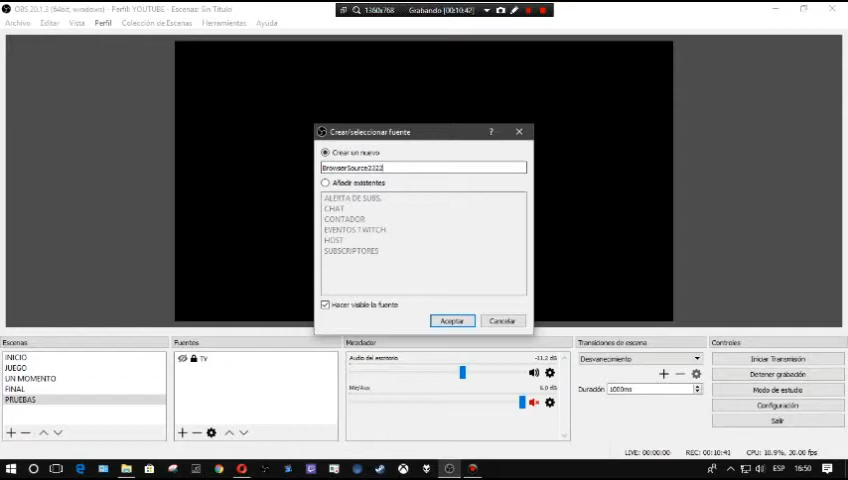 OBS 20.1.3 (64bit, windows) - Perfil: YOUTUBE - Escenas: Sin Título
1360x768 Grabando [00:10:42]
Archivo Editar Vista Perfil Colección de Escenas Herramientas Ayuda
Crear/seleccionar fuente ?
Crear un nuevo
BrowserSource2322
Añadir existentes
ALERTA DE SUBS.
CHAT
CONTADOR
EVENTOS TWITCH
HOST
SUBSCRIPTORES
Hacer visible la fuente
Aceptar Cancelar
Escenas Fuentes Mezclador Transiciones de escena Controles
INICIO
JUEGO
UN MOMENTO
FINAL
PRUEBAS
TV
Audio del escritorio -11.2 dB
Mic/Aux 0.0 dB
Desvanecimiento
Duración 1000ms
Iniciar Transmisión
Detener grabación
Modo de estudio
Configuración
Salir
LIVE: 00:00:00 REC: 00:10:41 CPU: 10.9%, 30.00 fps
ESP 16:50